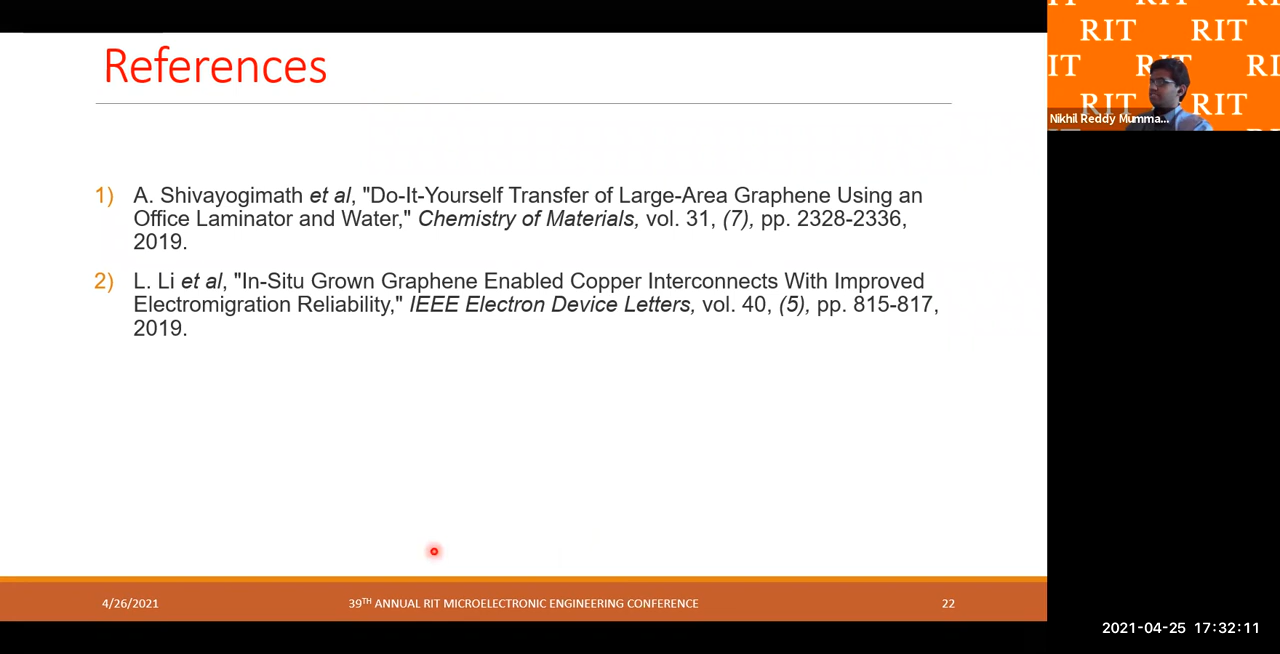 References
1) A. Shivayogimath et al, "Do-It-Yourself Transfer of Large-Area Graphene Using an
Office Laminator and Water," Chemistry of Materials, vol. 31, (7), pp. 2328-2336,
2019.
2) L. Li et al, "In-Situ Grown Graphene Enabled Copper Interconnects With Improved
Electromigration Reliability," IEEE Electron Device Letters, vol. 40, (5), pp. 815-817,
2019.
4/26/2021 39TH ANNUAL RIT MICROELECTRONIC ENGINEERING CONFERENCE 22
RIT RIT
RIT RIT
Nikhil Reddy Mumma...
2021-04-25 17:32:11